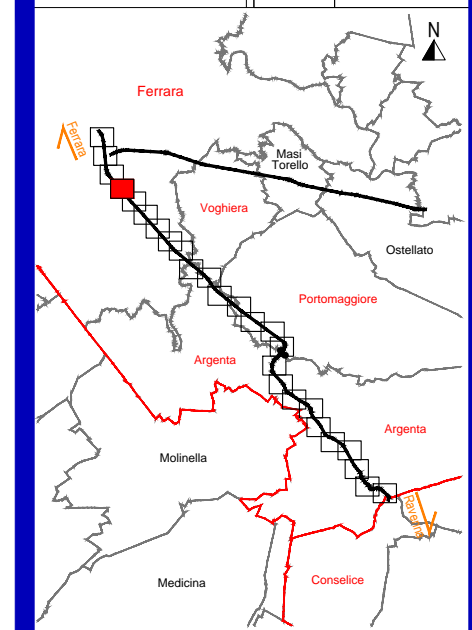 N
Ferrara
Ferrara
Masi
Torello
Voghiera
Ostellato
Portomaggiore
Argenta
Argenta
Molinella
Ravenna
Medicina
Conselice